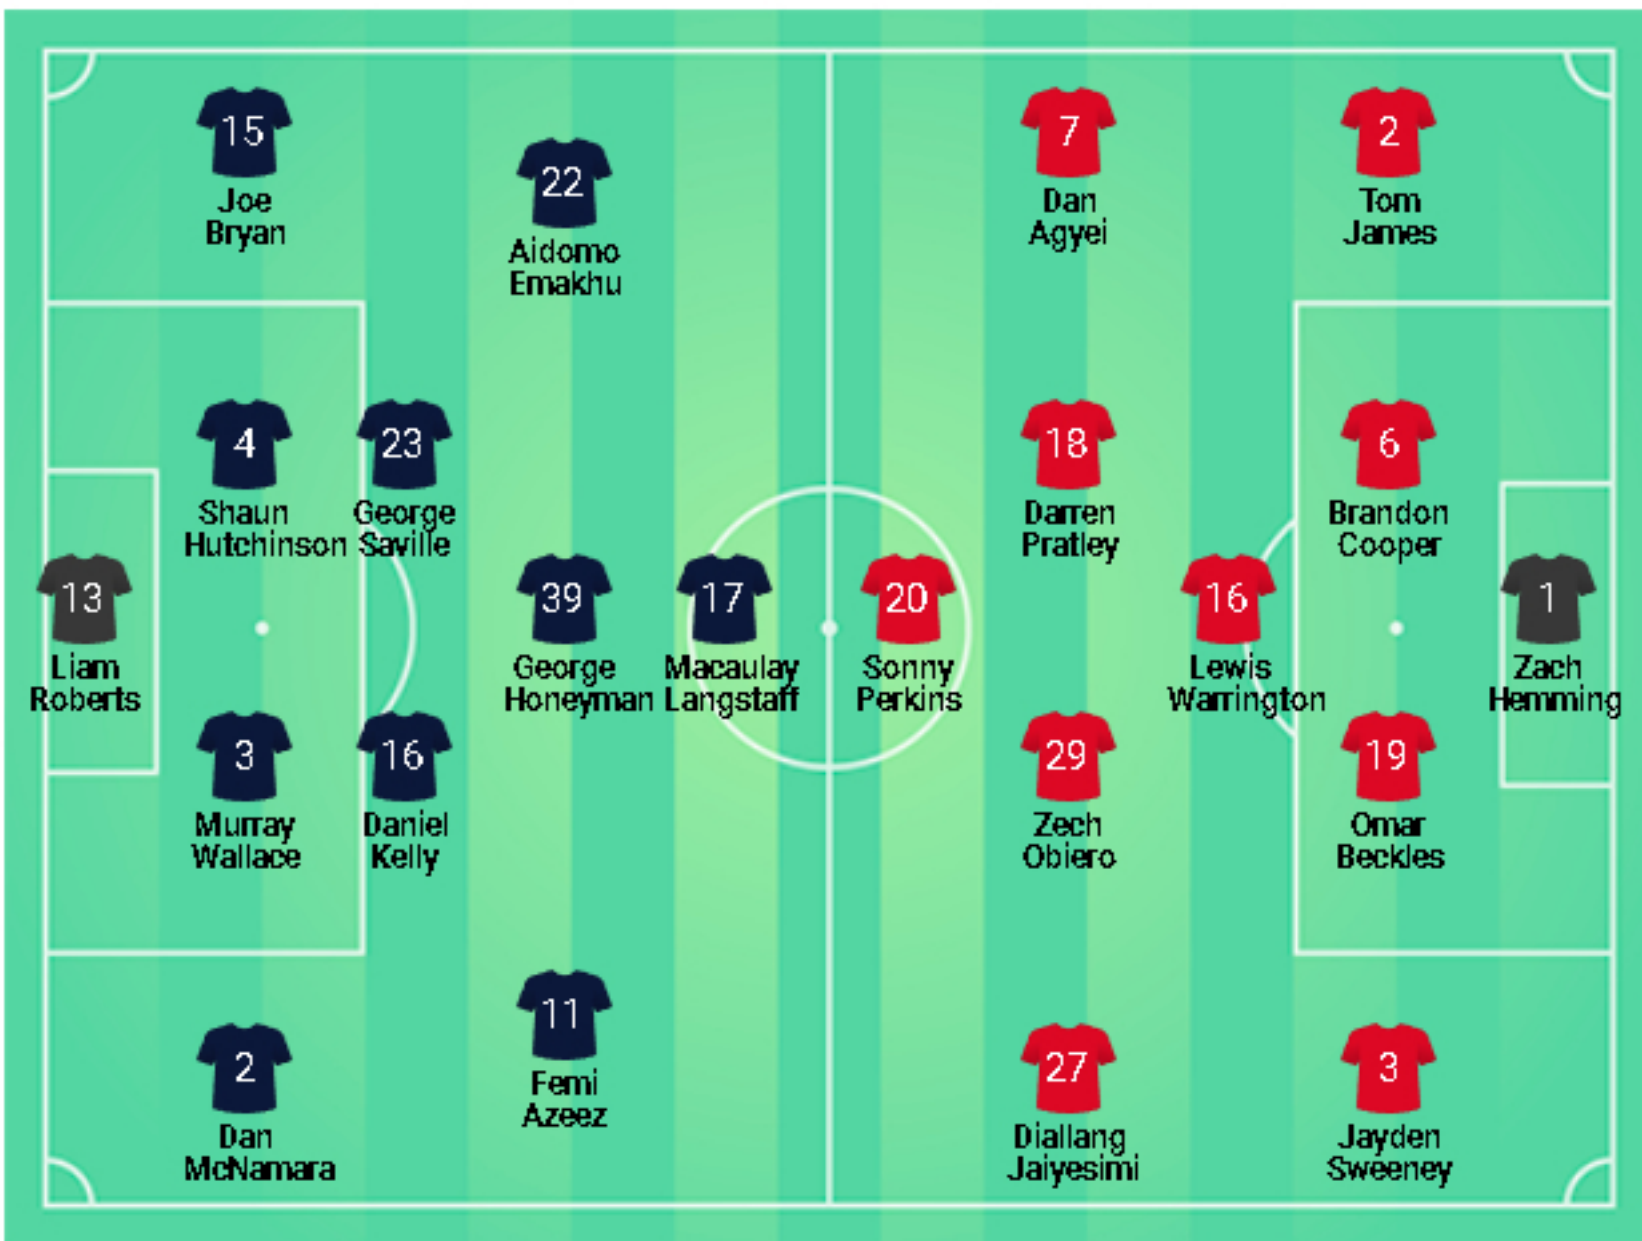 15
Joe
Bryan
22
Aidomo
Emakhu
7
Dan
Agyei
2
Tom
James
4
Shaun
Hutchinson
23
George
Saville
18
Darren
Pratley
6
Brandon
Cooper
13
Liam
Roberts
39
George
Honeyman
17
Macaulay
Langstaff
20
Sonny
Perkins
16
Lewis
Warrington
1
Zach
Hemming
3
Murray
Wallace
16
Daniel
Kelly
29
Zech
Obiero
19
Omar
Beckles
2
Dan
McNamara
11
Femi
Azeez
27
Diallang
Jaiyesimi
3
Jayden
Sweeney